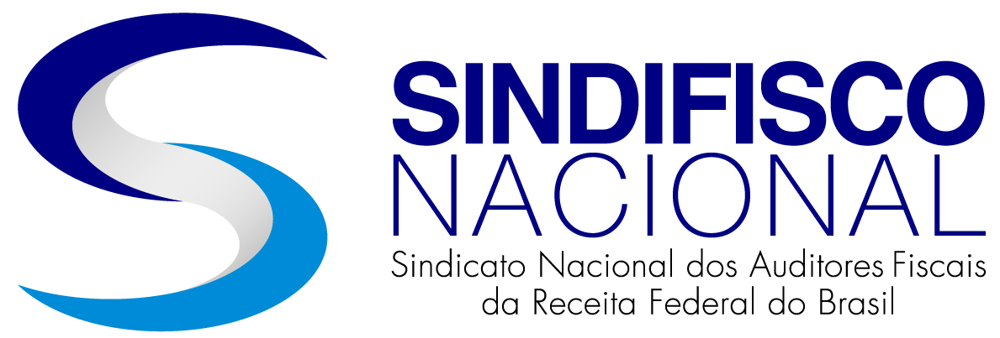 SINDIFISCO
NACIONAL
Sindicato Nacional dos Auditores Fiscais
da Receita Federal do Brasil